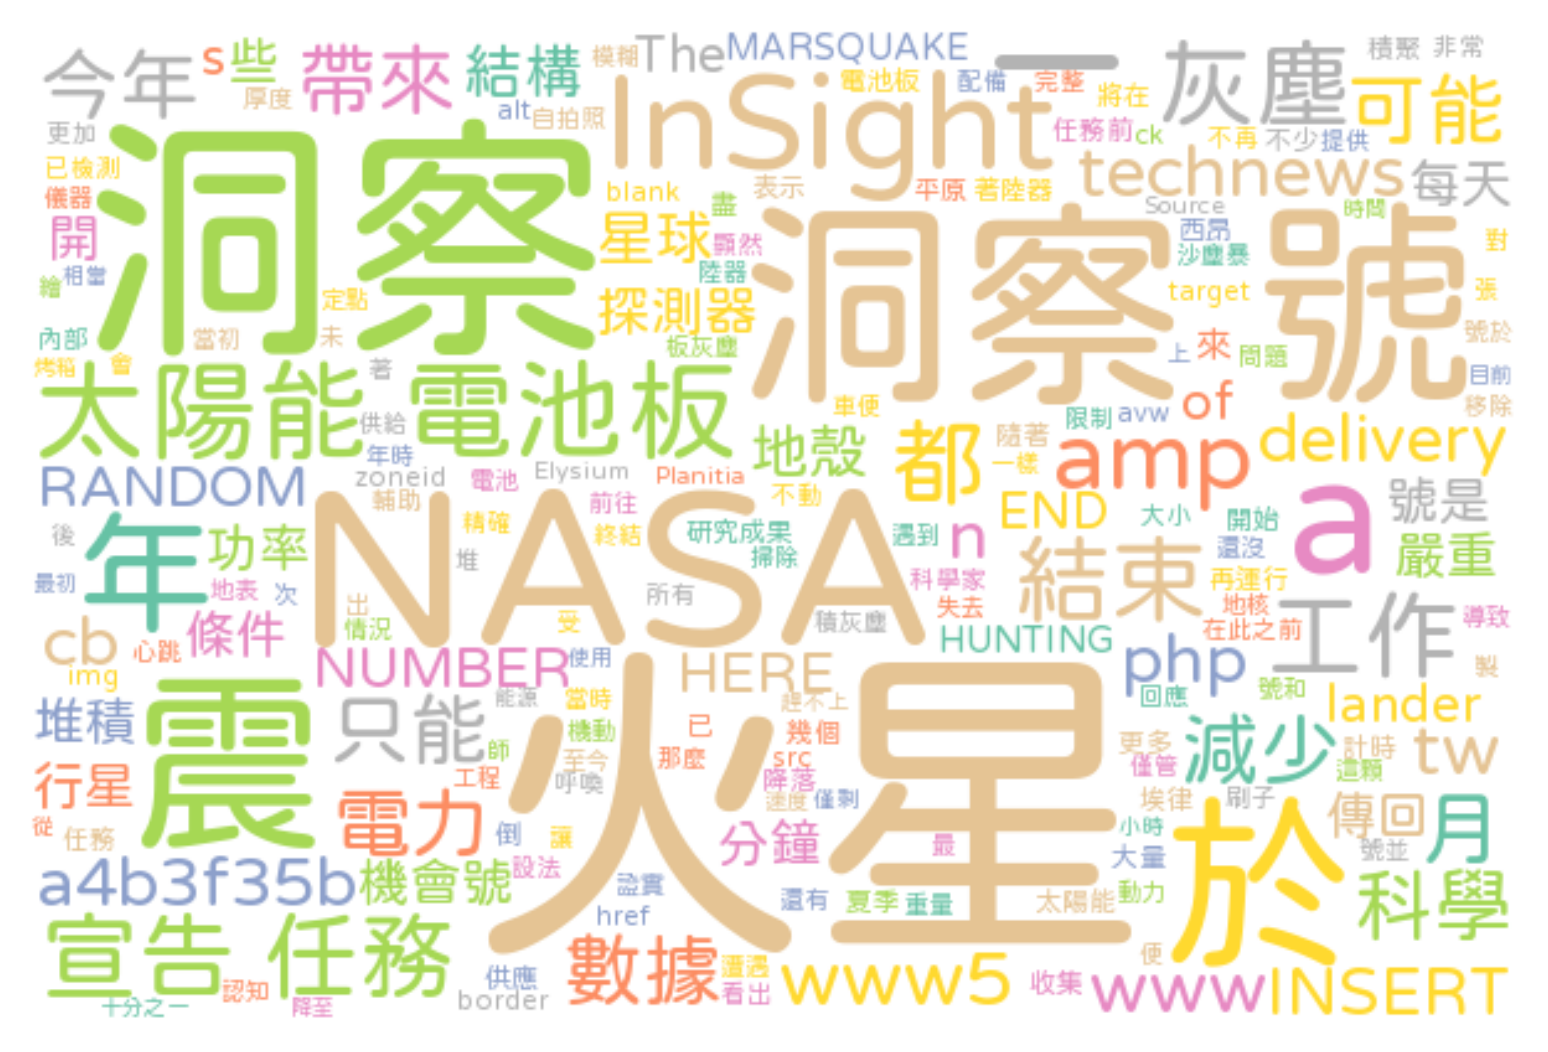 今年
s
些
帶來
結構
模糊
The
MARSQUAKE
一
灰塵
積聚
非常
厚度
alt
自拍照
InSight
電池板
配備
完整
將在
可能
更加
任務前
ck
不再
不少
提供
已檢測
洞察
blank
表示
平原
著陸器
technews
每天
儀器
盡
Source
時間
開
星球
顯然
洞察
號
西昂
對
相當
陸器
沙塵暴
繪
定點
探測器
target
張
內部
當初
未
板灰塵
上
來
問題
號於
烤箱
會
著
目前
太陽能
電池板
供給
車便
限制
avw
of
移除
年時
地殼
都
隨著
一樣
amp
delivery
RANDOM
zoneid
電池
Elysium
Planitia
輔助
前往
不動
a
號是
NASA
精確
END
大小
開始
後
年
功率
終結
研究成果
遇到
n
還沒
嚴重
堆
掃除
結束
最初
地表
次
所有
科學家
再運行
出
失去
地核
工作
導致
cb
心跳
條件
情況
受
積灰塵
HUNTING
在此之前
img
NUMBER
使用
HERE
php
製
能源
當時
趕不上
回應
號和
堆積
震
只能
機動
火星
已
幾個
lander
師
至今
那麼
src
更多
減少
計時
tw
行星
工程
呼喚
降落
僅管
這顆
速度
僅剩
埃律
刷子
從
任務
電力
倒
讓
分鐘
最
小時
於
傳回
月
號並
大量
a4b3f35b
機會號
設法
證實
還有
夏季
重量
太陽能
動力
科學
href
宣告
任務
數據
遭遇
便
認知
供應
看出
www5
收集
www
INSERT
十分之一
降至
border